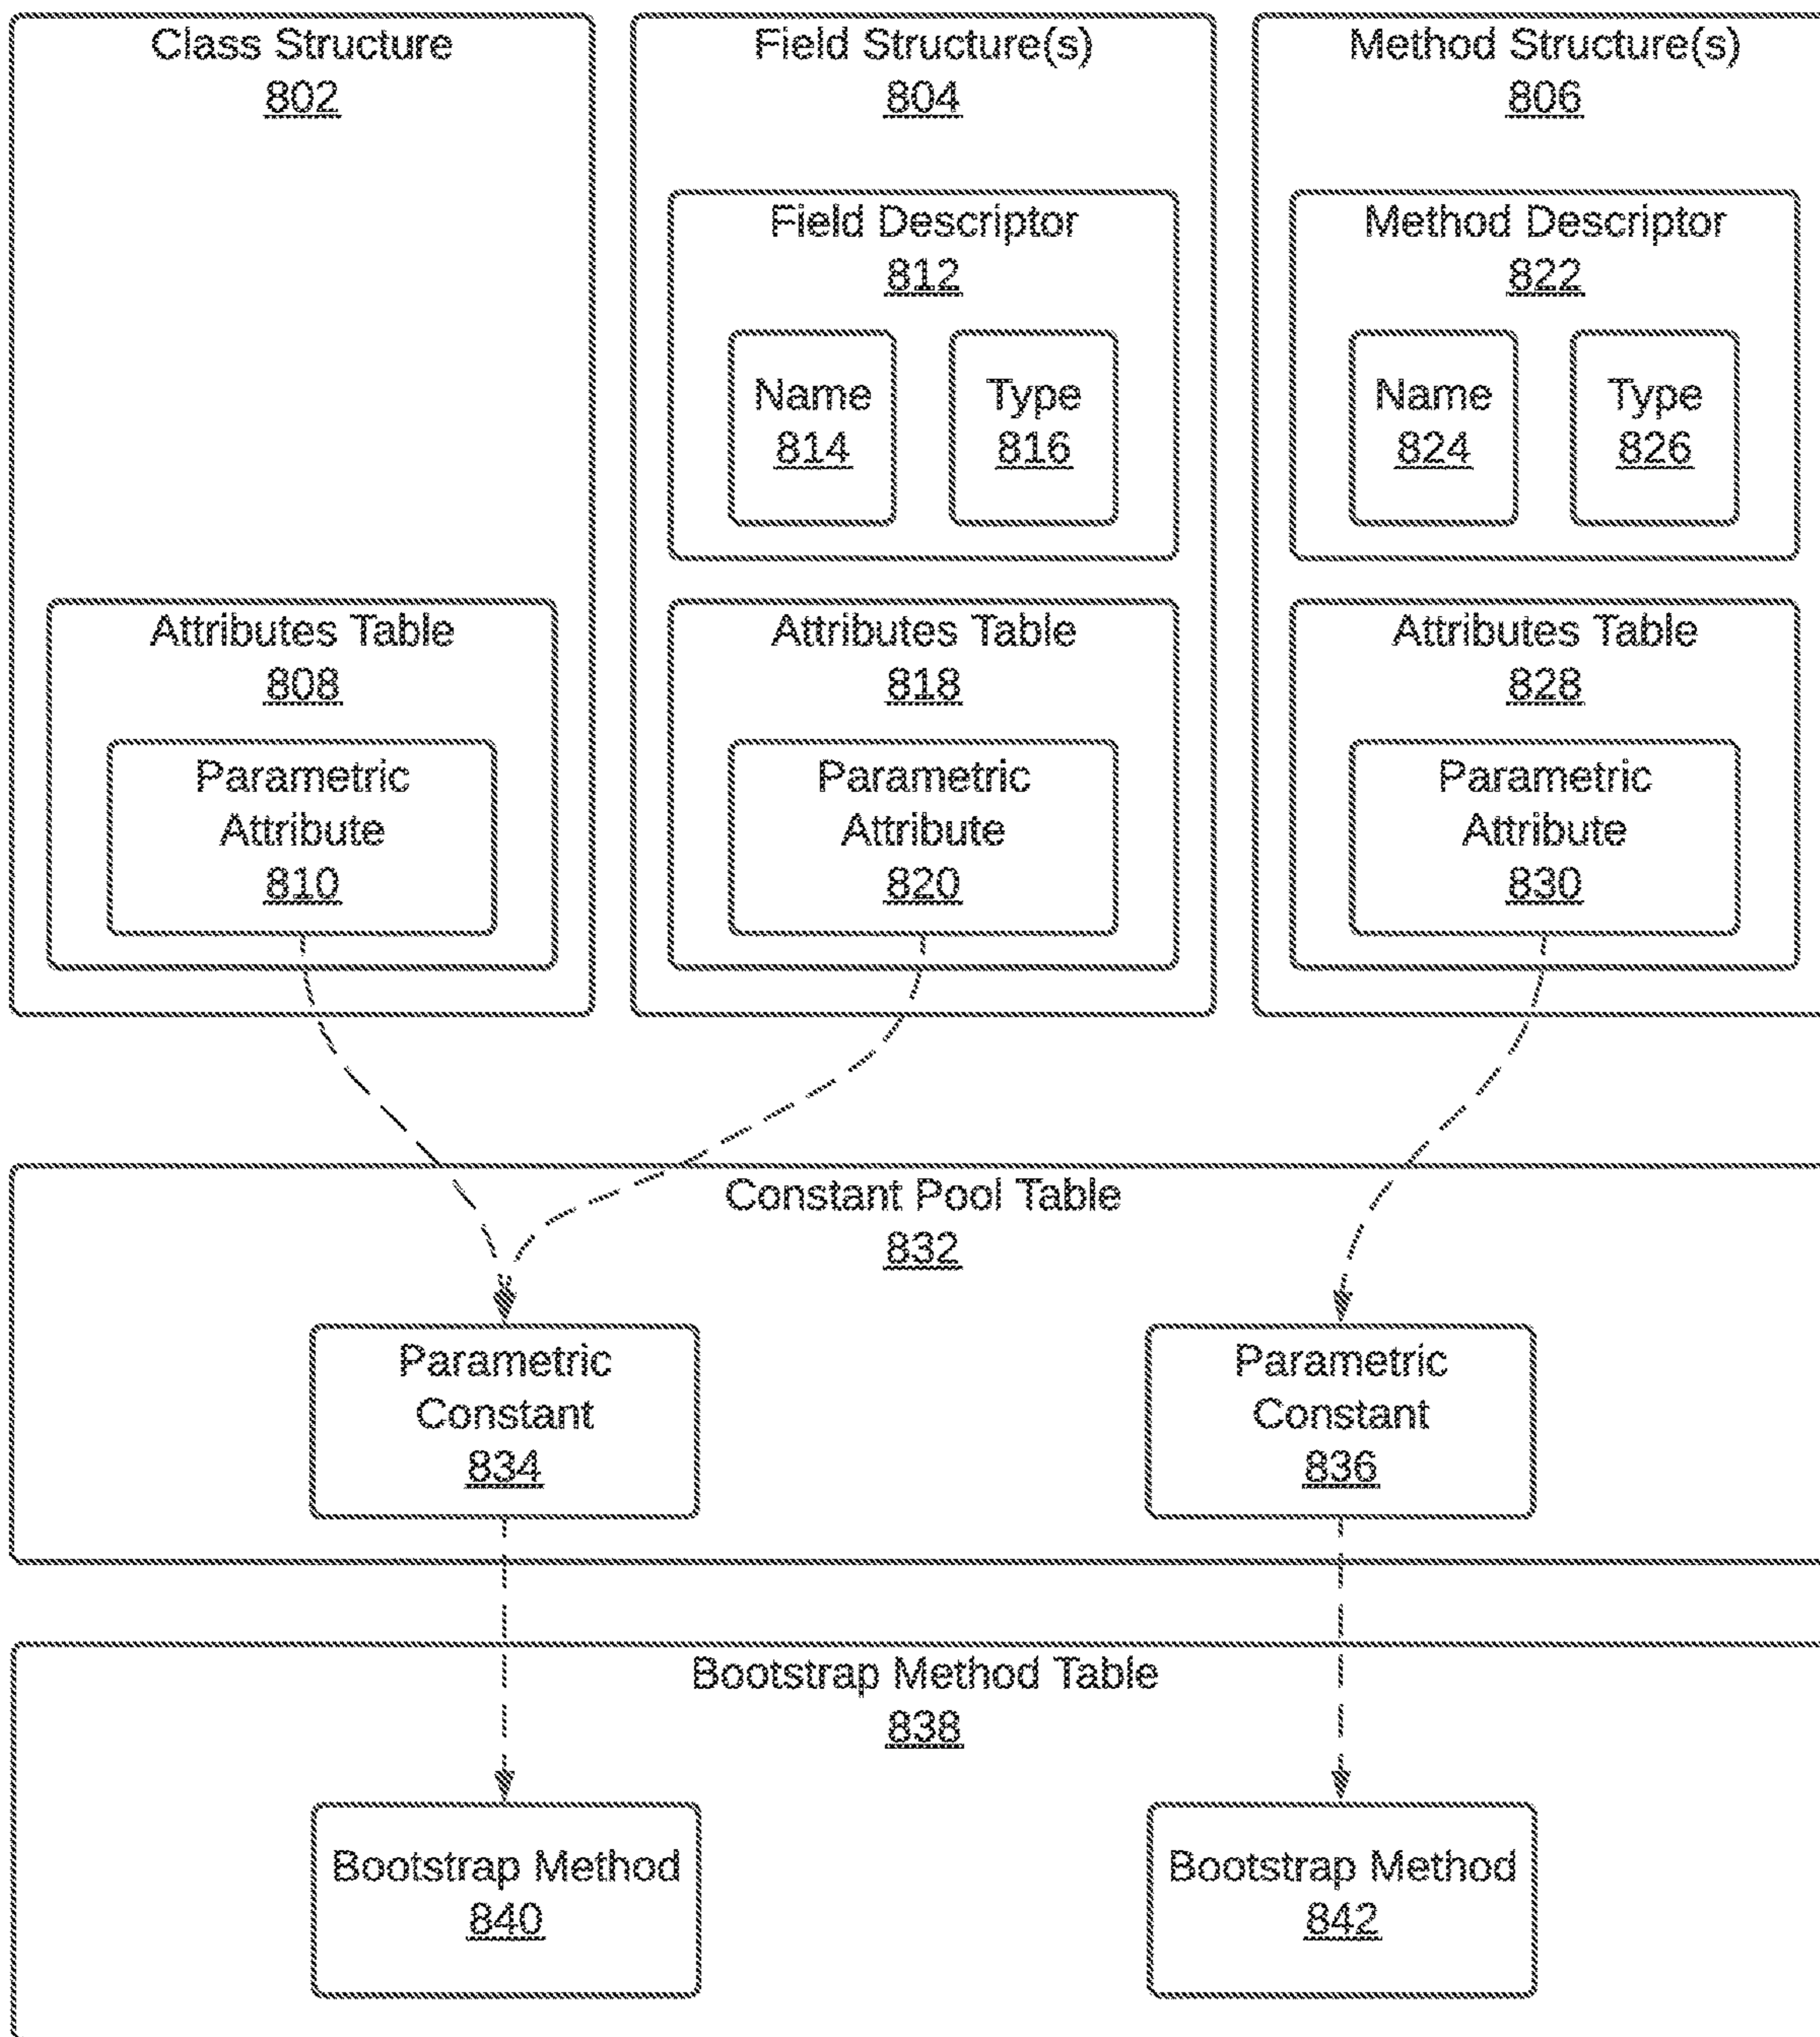 Class Structure
802
Field Structure(s)
804
Method Structure(s)
806
Field Descriptor
812
Name
814
Type
816
Method Descriptor
822
Name
824
Type
826
Attributes Table
808
Parametric
Attribute
810
Attributes Table
818
Parametric
Attribute
820
Attributes Table
828
Parametric
Attribute
830
Constant Pool Table
832
Parametric
Constant
834
Parametric
Constant
836
Bootstrap Method Table
838
Bootstrap Method
840
Bootstrap Method
842